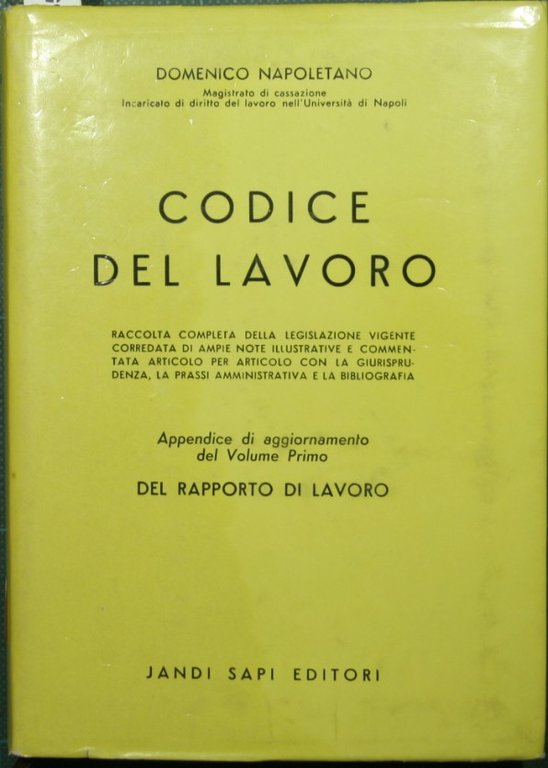 DOMENICO NAPOLETANO
Magistrato di cassazione
Incaricato di diritto del lavoro nell'Università di Napoli
CODICE
DEL LAVORO
RACCOLTA COMPLETA DELLA LEGISLAZIONE VIGENTE
CORREDATA DI AMPIE NOTE ILLUSTRATIVE E COMMEN-
TATA ARTICOLO PER ARTICOLO CON LA GIURISPRU-
DENZA, LA PRASSI AMMINISTRATIVA E LA BIBLIOGRAFIA
Appendice di aggiornamento
del Volume Primo
DEL RAPPORTO DI LAVORO
JANDI SAPI EDITORI